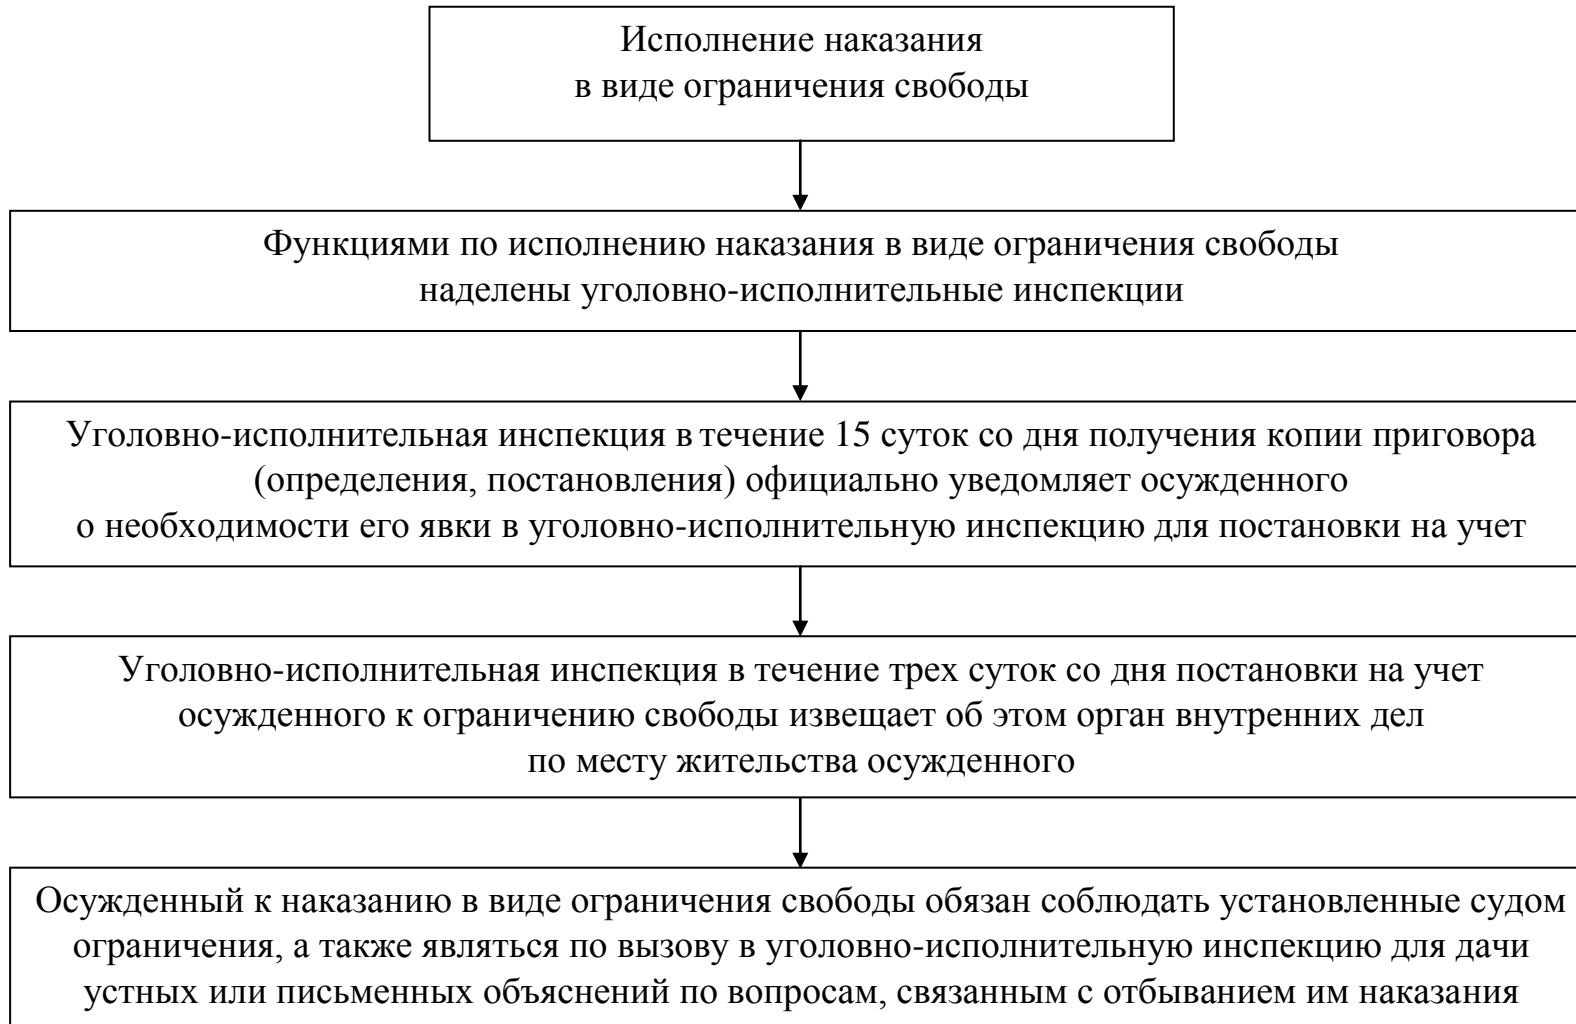 Исполнение наказания
в виде ограничения свободы
Функциями по исполнению наказания в виде ограничения свободы
наделены уголовно-исполнительные инспекции
Уголовно-исполнительная инспекция в течение 15 суток со дня получения копии приговора
(определения, постановления) официально уведомляет осужденного
о необходимости его явки в уголовно-исполнительную инспекцию для постановки на учет
Уголовно-исполнительная инспекция в течение трех суток со дня постановки на учет
осужденного к ограничению свободы извещает об этом орган внутренних дел
по месту жительства осужденного
Осужденный к наказанию в виде ограничения свободы обязан соблюдать установленные судом
ограничения, а также являться по вызову в уголовно-исполнительную инспекцию для дачи
устных или письменных объяснений по вопросам, связанным с отбыванием им наказания